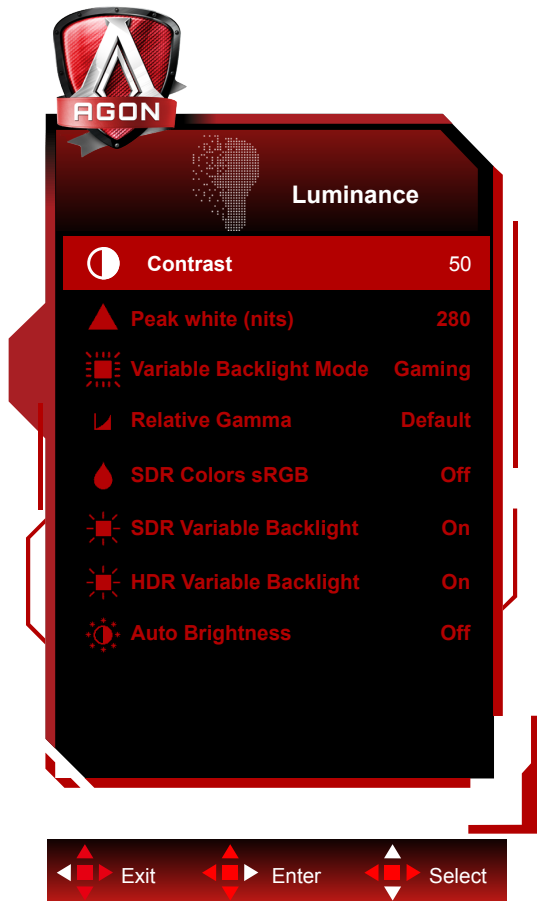 AGON
Luminance
Contrast 50
Peak white (nits) 280
Variable Backlight Mode Gaming
Relative Gamma Default
SDR Colors sRGB Off
SDR Variable Backlight On
HDR Variable Backlight On
Auto Brightness Off
Exit Enter Select